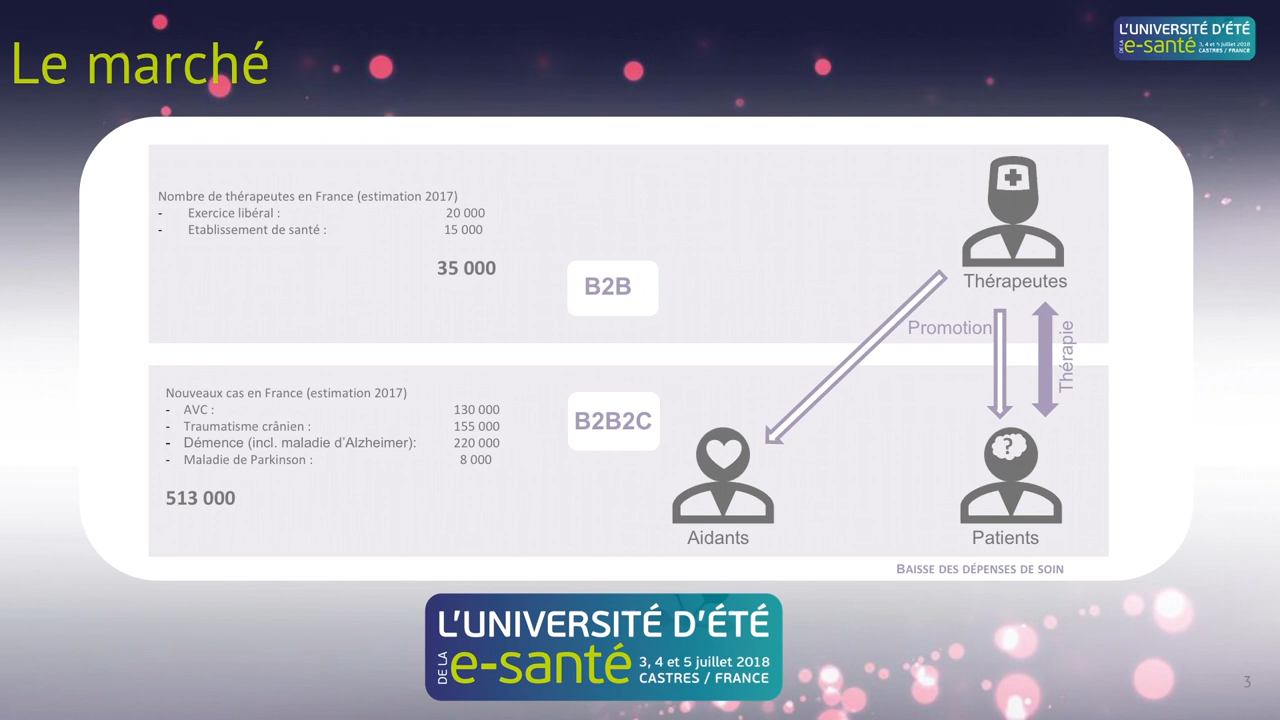 Le marché
L'UNIVERSITÉ D'ÉTÉ
DE LA e-santé 3, 4 et 5 juillet 2018
CASTRES / FRANCE
Nombre de thérapeutes en France (estimation 2017)
- Exercice libéral : 20 000
- Etablissement de santé : 15 000
35 000
B2B
Thérapeutes
Promotion
Thérapie
Nouveaux cas en France (estimation 2017)
- AVC : 130 000
- Traumatisme crânien : 155 000
- Démence (incl. maladie d'Alzheimer): 220 000
- Maladie de Parkinson : 8 000
513 000
B2B2C
?
Aidants
Patients
BAISSE DES DÉPENSES DE SOIN
L'UNIVERSITÉ D'ÉTÉ
DE LA e-santé 3, 4 et 5 juillet 2018
CASTRES / FRANCE
3